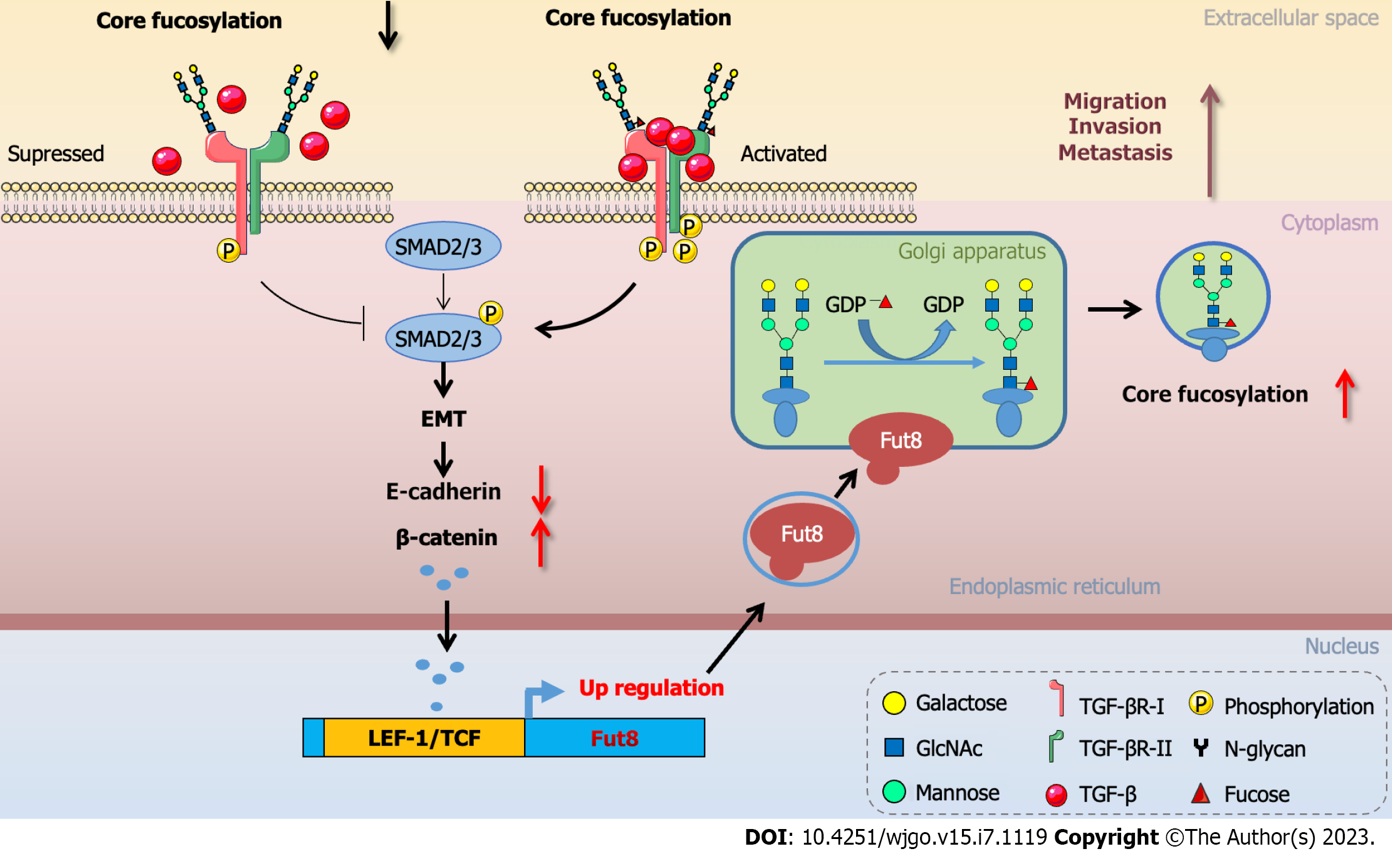 Core fucosylation
Core fucosylation
Extracellular space
Migration
Invasion
Metastasis
Supressed
Activated
Cytoplasm
P
P
P
P
SMAD2/3
P
SMAD2/3
Golgi apparatus
GDP
GDP
Fut8
Core fucosylation
EMT
E-cadherin
β-catenin
Fut8
Endoplasmic reticulum
Nucleus
Up regulation
LEF-1/TCF
Fut8
Galactose
TGF-βR-I
P
Phosphorylation
GlcNAc
TGF-βR-II
N-glycan
Mannose
TGF-β
Fucose
DOI: 10.4251/wjgo.v15.i7.1119 Copyright ©The Author(s) 2023.